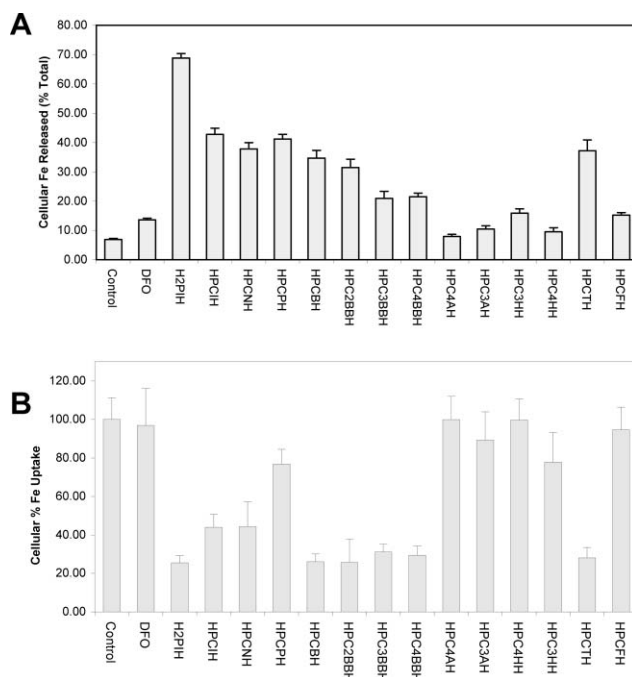 A
Cellular Fe Released (% Total)
80.00
70.00
60.00
50.00
40.00
30.00
20.00
10.00
0.00
Control
DFO
H2PIH
HPCIH
HPCNH
HPCPH
HPCBH
HPC2BBH
HPC3BBH
HPC4BBH
HPC4AH
HPC3AH
HPC3HH
HPC4HH
HPCTH
HPCFH
B
Cellular % Fe Uptake
120.00
100.00
80.00
60.00
40.00
20.00
0.00
Control
DFO
H2PIH
HPCIH
HPCNH
HPCPH
HPCBH
HPC2BBH
HPC3BBH
HPC4BBH
HPC4AH
HPC3AH
HPC4HH
HPC3HH
HPCTH
HPCFH